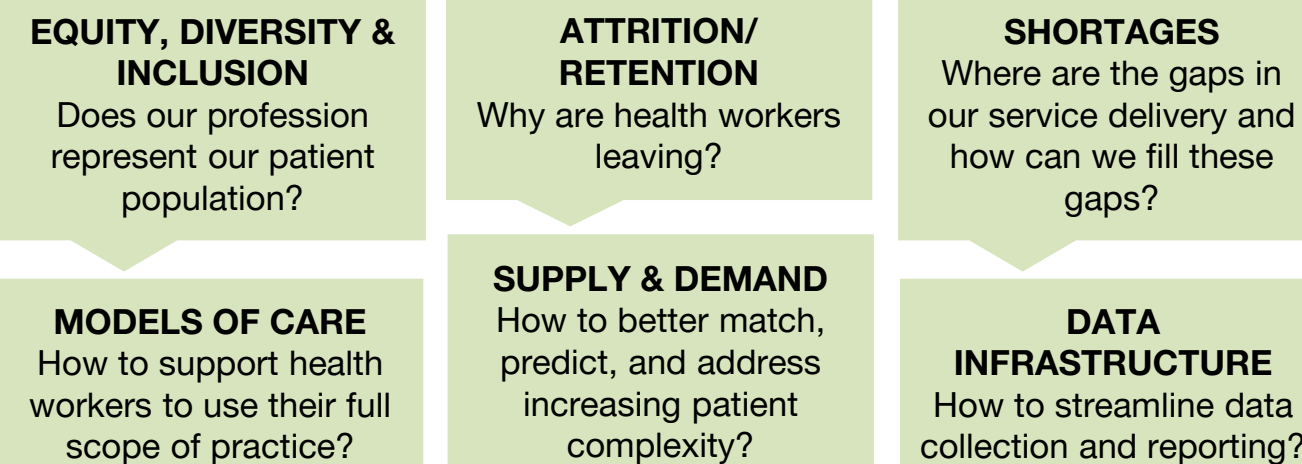 EQUITY, DIVERSITY &
INCLUSION
Does our profession
represent our patient
population?
ATTRITION/
RETENTION
Why are health workers
leaving?
SHORTAGES
Where are the gaps in
our service delivery and
how can we fill these
gaps?
MODELS OF CARE
How to support health
workers to use their full
scope of practice?
SUPPLY & DEMAND
How to better match,
predict, and address
increasing patient
complexity?
DATA
INFRASTRUCTURE
How to streamline data
collection and reporting?